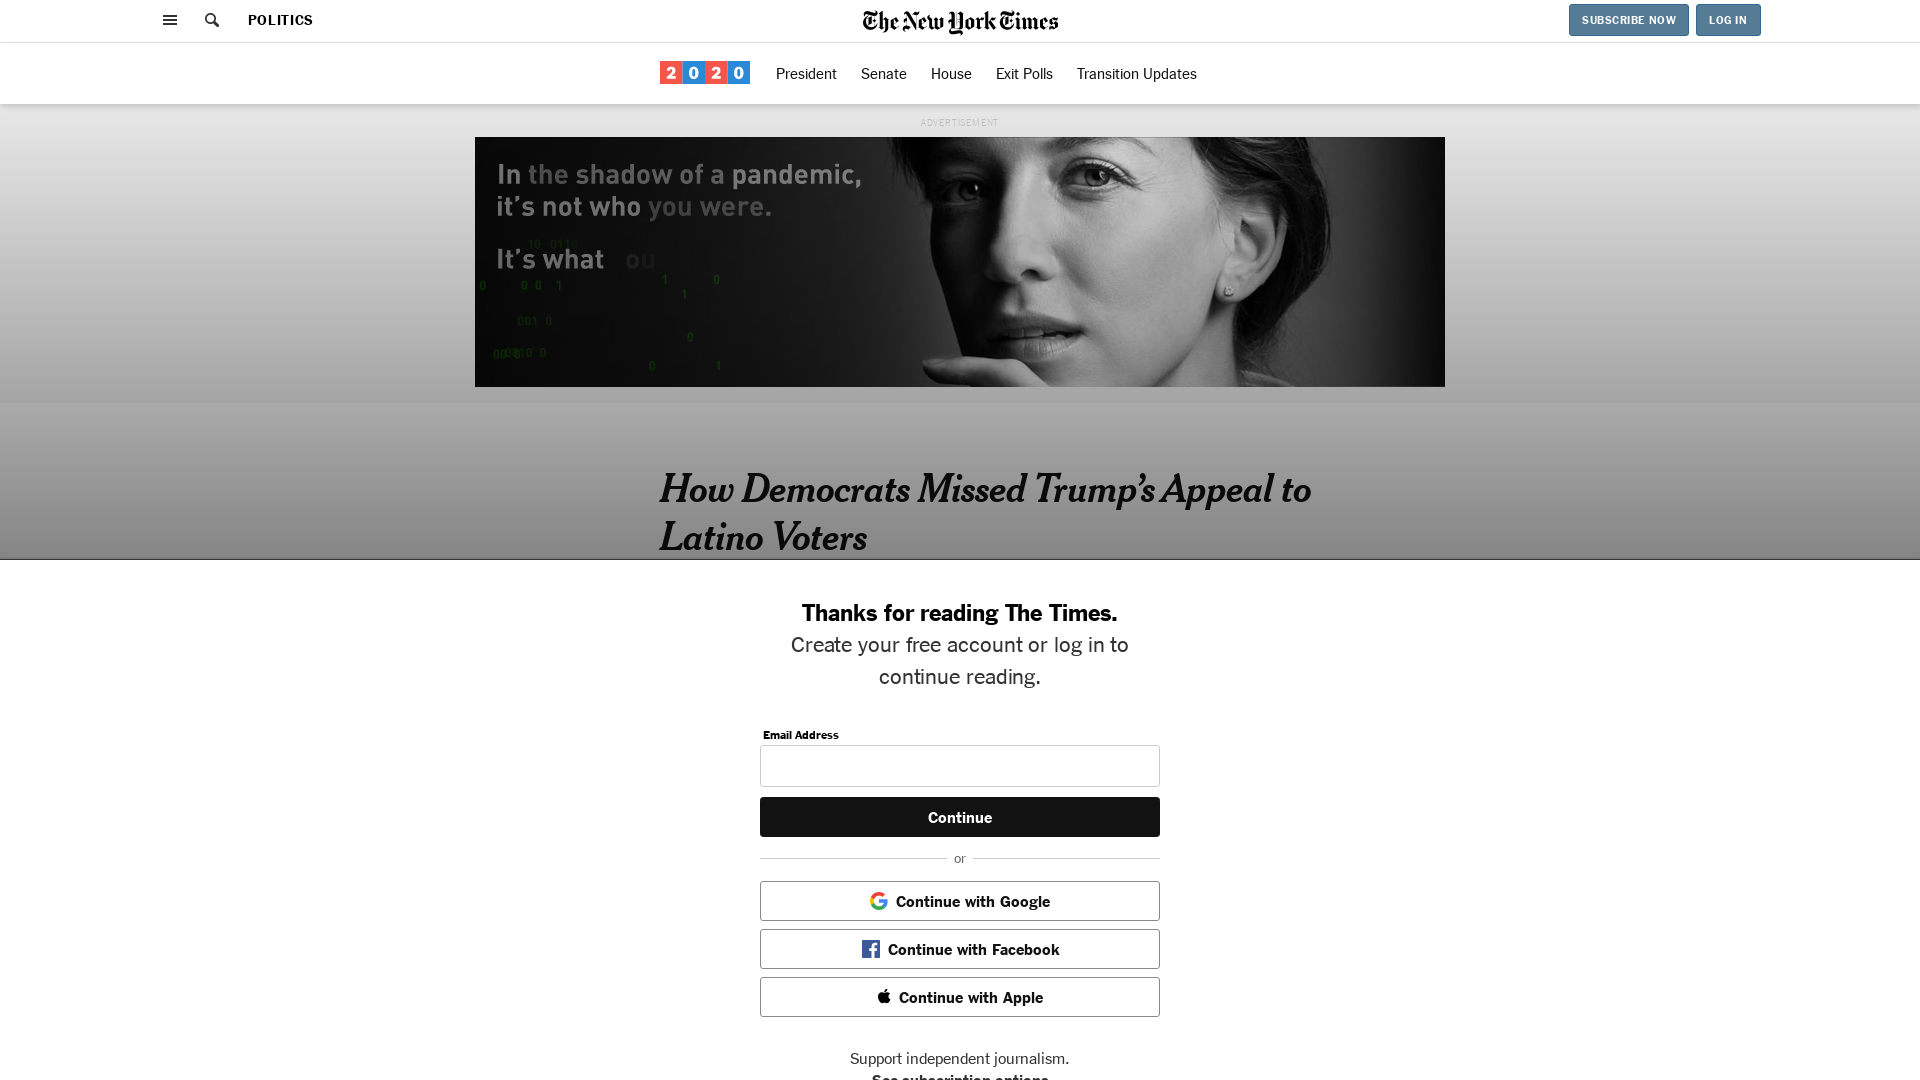 POLITICS
The New York Times
SUBSCRIBE NOW
LOG IN
2020
President
Senate
House
Exit Polls
Transition Updates
ADVERTISEMENT
In the shadow of a pandemic,
it's not who you were.
It's what ou
How Democrats Missed Trump's Appeal to
Latino Voters
Thanks for reading The Times.
Create your free account or log in to
continue reading.
Email Address
Continue
or
Continue with Google
Continue with Facebook
Continue with Apple
Support independent journalism.
See subscription options